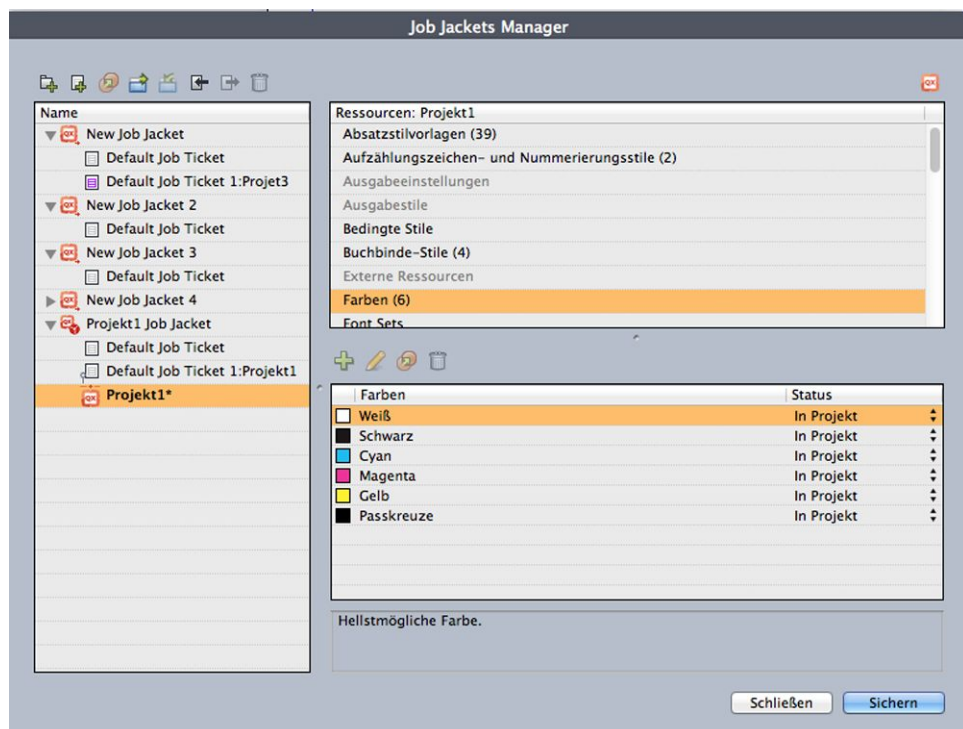 Job Jackets Manager
Name
New Job Jacket
Default Job Ticket
Default Job Ticket 1:Projet3
New Job Jacket 2
Default Job Ticket
New Job Jacket 3
Default Job Ticket
New Job Jacket 4
Projekt1 Job Jacket
Default Job Ticket
Default Job Ticket 1:Projekt1
Projekt1*
Ressourcen: Projekt1
Absatzstilvorlagen (39)
Aufzählungszeichen- und Nummerierungsstile (2)
Ausgabeeinstellungen
Ausgabestile
Bedingte Stile
Buchbinde-Stile (4)
Externe Ressourcen
Farben (6)
Font Sets
Farben Status
Weiß In Projekt
Schwarz In Projekt
Cyan In Projekt
Magenta In Projekt
Gelb In Projekt
Passkreuze In Projekt
Hellstmögliche Farbe.
Schließen Sichern